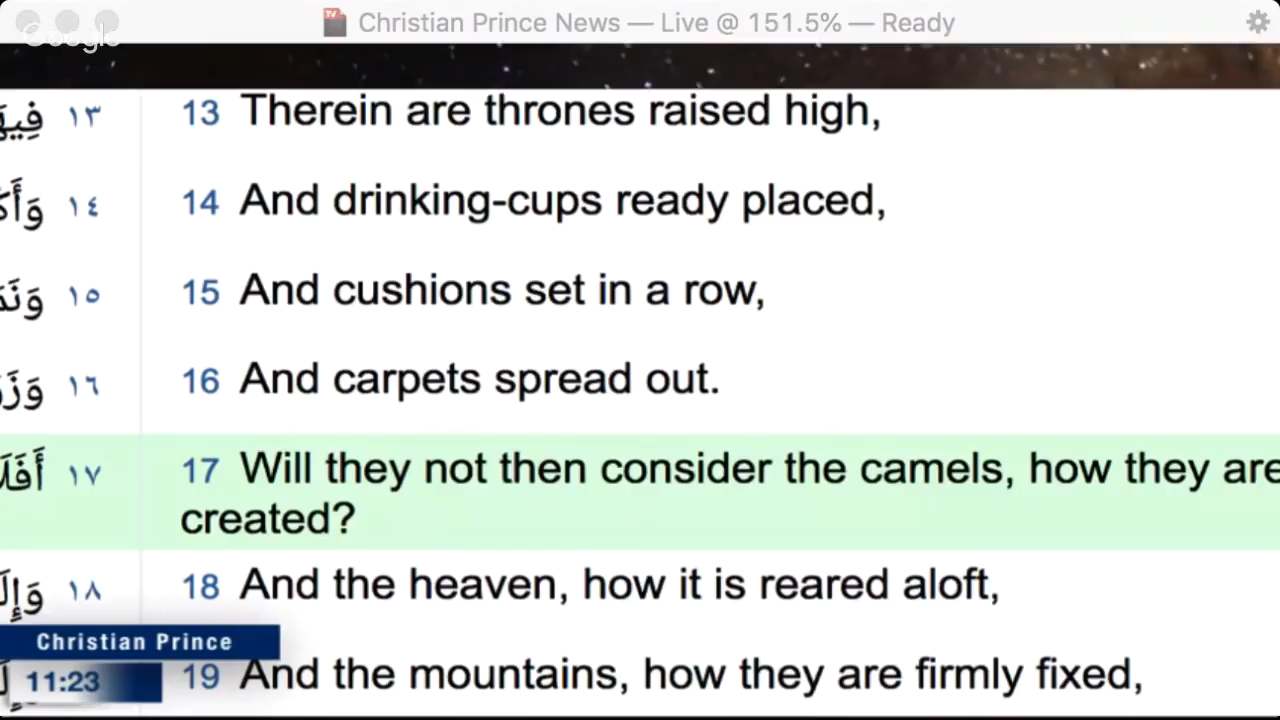 Christian Prince News — Live @ 151.5% — Ready
Google
١٣ 13 Therein are thrones raised high,
١٤ 14 And drinking-cups ready placed,
١٥ 15 And cushions set in a row,
١٦ 16 And carpets spread out.
١٧ 17 Will they not then consider the camels, how they are
created?
١٨ 18 And the heaven, how it is reared aloft,
Christian Prince
11:23 19 And the mountains, how they are firmly fixed,